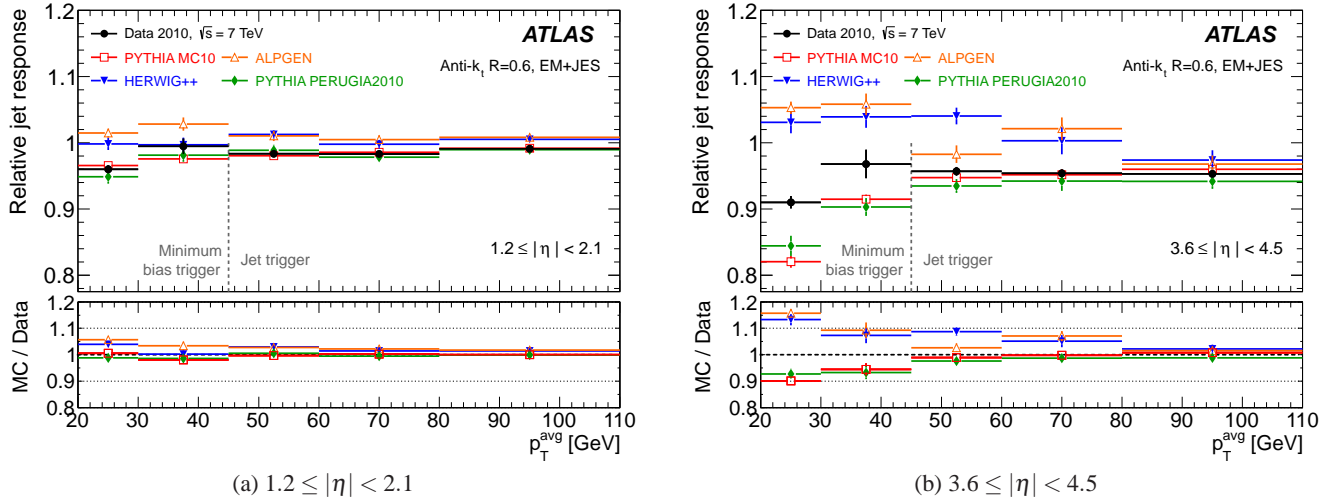 Relative jet response
1.2
1.1
1
0.9
0.8
Data 2010, √s = 7 TeV
PYTHIA MC10
ALPGEN
HERWIG++
PYTHIA PERUGIA2010
ATLAS
Anti-kt R=0.6, EM+JES
Minimum
bias trigger
Jet trigger
1.2 ≤ | η | < 2.1
MC / Data
1.2
1.1
1
0.9
0.8
20 30 40 50 60 70 80 90 100 110
pTavg [GeV]
(a) 1.2 ≤ |η| < 2.1
Relative jet response
1.2
1.1
1
0.9
0.8
Data 2010, √s = 7 TeV
PYTHIA MC10
ALPGEN
HERWIG++
PYTHIA PERUGIA2010
ATLAS
Anti-kt R=0.6, EM+JES
Minimum
bias trigger
Jet trigger
3.6 ≤ | η | < 4.5
MC / Data
1.2
1.1
1
0.9
0.8
20 30 40 50 60 70 80 90 100 110
pTavg [GeV]
(b) 3.6 ≤ |η| < 4.5